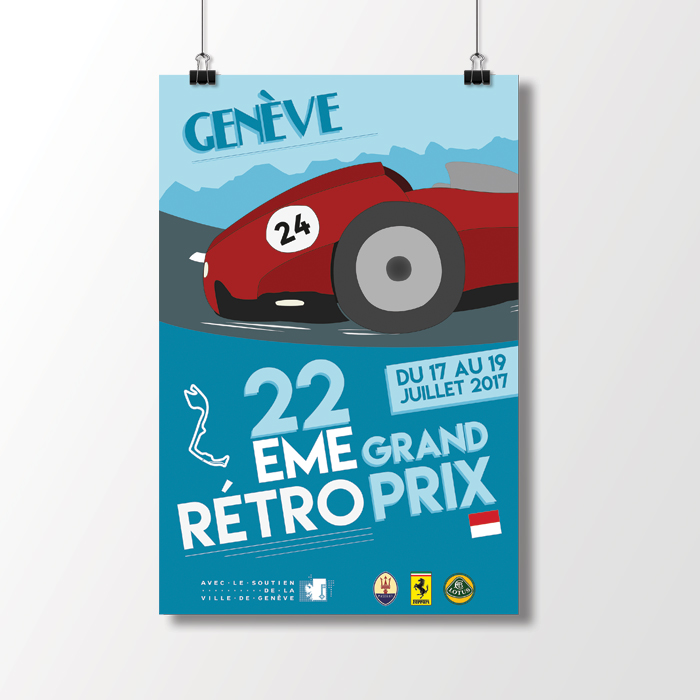 GENÈVE
24
DU 17 AU 19
JUILLET 2017
22
EME
RÉTRO
GRAND
PRIX
AVEC·LE·SOUTIEN
··········DE·LA
VILLE·DE·GENÈVE
LOTUS